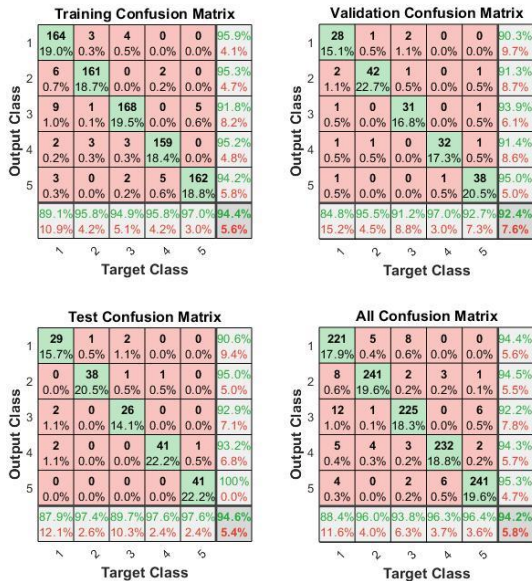 Training Confusion Matrix
1 164 3 4 0 0 95.9%
19.0% 0.3% 0.5% 0.0% 0.0% 4.1%
2 6 161 0 2 0 95.3%
0.7% 18.7% 0.0% 0.2% 0.0% 4.7%
3 9 1 168 0 5 91.8%
1.0% 0.1% 19.5% 0.0% 0.6% 8.2%
4 2 3 3 159 0 95.2%
0.2% 0.3% 0.3% 18.4% 0.0% 4.8%
5 3 0 2 5 162 94.2%
0.3% 0.0% 0.2% 0.6% 18.8% 5.8%
89.1% 95.8% 94.9% 95.8% 97.0% 94.4%
10.9% 4.2% 5.1% 4.2% 3.0% 5.6%
1 2 3 4 5
Target Class
Output Class
Validation Confusion Matrix
1 28 1 2 0 0 90.3%
15.1% 0.5% 1.1% 0.0% 0.0% 9.7%
2 2 42 1 0 1 91.3%
1.1% 22.7% 0.5% 0.0% 0.5% 8.7%
3 1 0 31 0 1 93.9%
0.5% 0.0% 16.8% 0.0% 0.5% 6.1%
4 1 1 0 32 1 91.4%
0.5% 0.5% 0.0% 17.3% 0.5% 8.6%
5 1 0 0 1 38 95.0%
0.5% 0.0% 0.0% 0.5% 20.5% 5.0%
84.8% 95.5% 91.2% 97.0% 92.7% 92.4%
15.2% 4.5% 8.8% 3.0% 7.3% 7.6%
1 2 3 4 5
Target Class
Output Class
Test Confusion Matrix
1 29 1 2 0 0 90.6%
15.7% 0.5% 1.1% 0.0% 0.0% 9.4%
2 0 38 1 1 0 95.0%
0.0% 20.5% 0.5% 0.5% 0.0% 5.0%
3 2 0 26 0 0 92.9%
1.1% 0.0% 14.1% 0.0% 0.0% 7.1%
4 2 0 0 41 1 93.2%
1.1% 0.0% 0.0% 22.2% 0.5% 6.8%
5 0 0 0 0 41 100%
0.0% 0.0% 0.0% 0.0% 22.2% 0.0%
87.9% 97.4% 89.7% 97.6% 97.6% 94.6%
12.1% 2.6% 10.3% 2.4% 2.4% 5.4%
1 2 3 4 5
Target Class
Output Class
All Confusion Matrix
1 221 5 8 0 0 94.4%
17.9% 0.4% 0.6% 0.0% 0.0% 5.6%
2 8 241 2 3 1 94.5%
0.6% 19.6% 0.2% 0.2% 0.1% 5.5%
3 12 1 225 0 6 92.2%
1.0% 0.1% 18.3% 0.0% 0.5% 7.8%
4 5 4 3 232 2 94.3%
0.4% 0.3% 0.2% 18.8% 0.2% 5.7%
5 4 0 2 6 241 95.3%
0.3% 0.0% 0.2% 0.5% 19.6% 4.7%
88.4% 96.0% 93.8% 96.3% 96.4% 94.2%
11.6% 4.0% 6.3% 3.7% 3.6% 5.8%
1 2 3 4 5
Target Class
Output Class